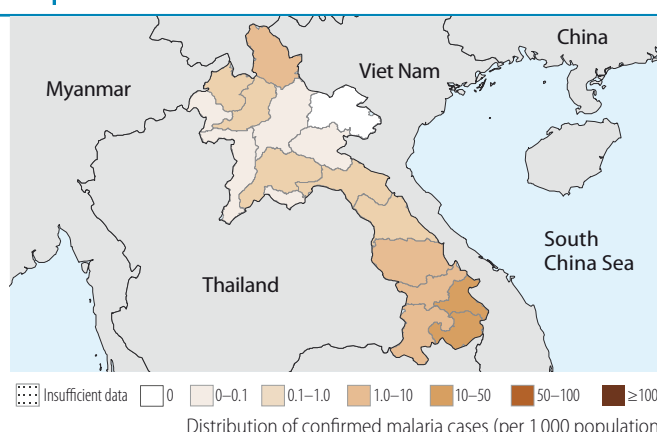 China
Viet Nam
Myanmar
South
China Sea
Thailand
Insufficient data 0 0–0.1 0.1–1.0 1.0–10 10–50 50–100 ≥100
Distribution of confirmed malaria cases (per 1000 population